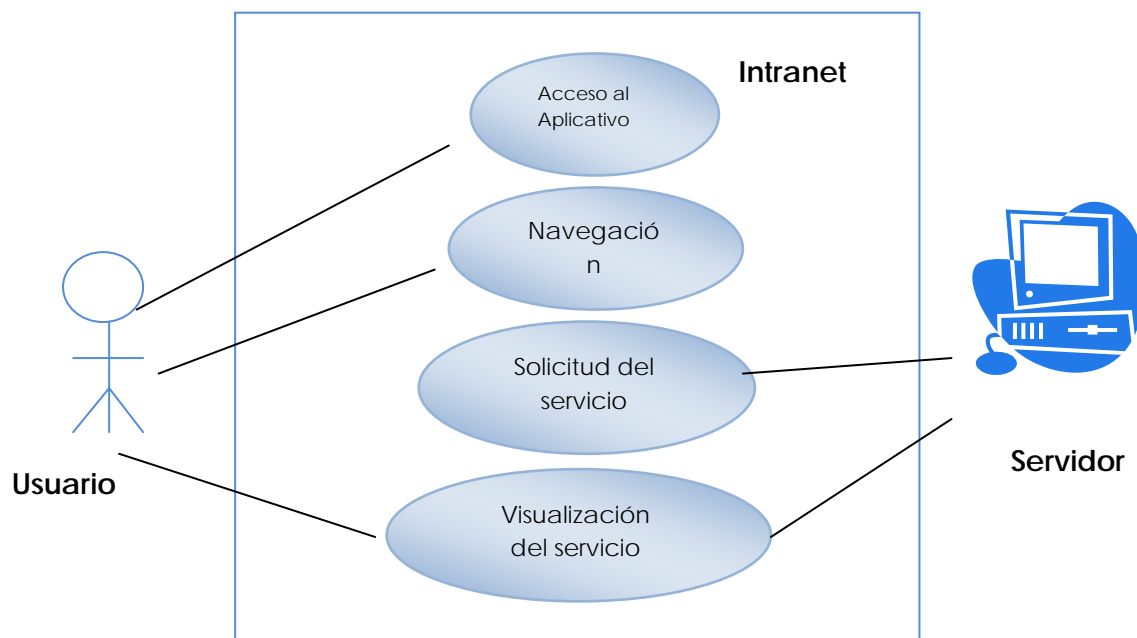 Intranet
Acceso al
Aplicativo
Navegació
n
Solicitud del
servicio
Servidor
Usuario
Visualización
del servicio